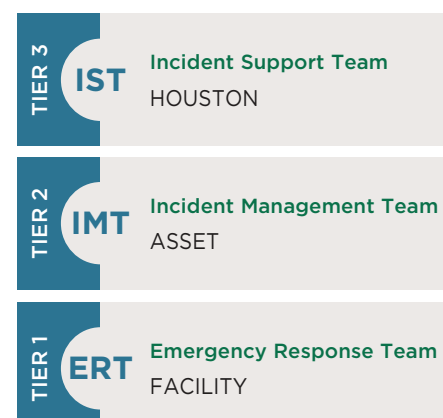 TIER 3
IST
Incident Support Team
HOUSTON
TIER 2
IMT
Incident Management Team
ASSET
TIER 1
ERT
Emergency Response Team
FACILITY